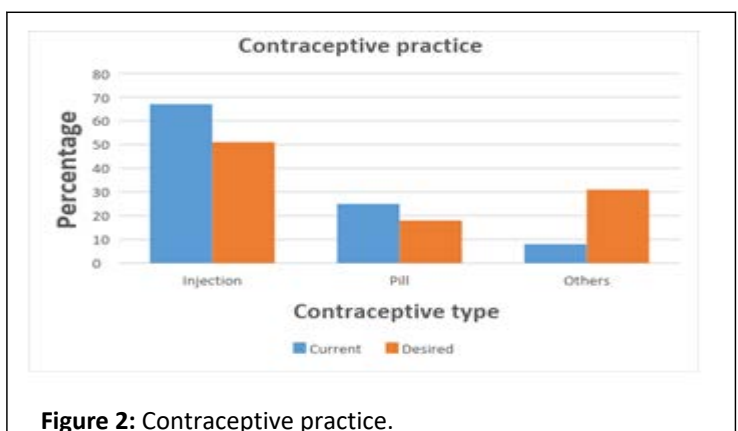 Contraceptive practice
Percentage
80
70
60
50
40
30
20
10
0
Injection Pill Others
Contraceptive type
Current Desired
Figure 2: Contraceptive practice.